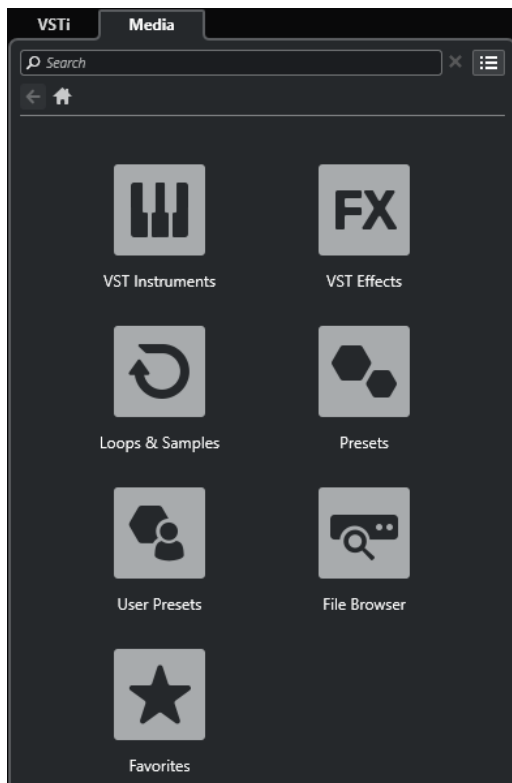 VSTi Media
Search
VST Instruments
FX
VST Effects
Loops & Samples
Presets
User Presets
File Browser
Favorites